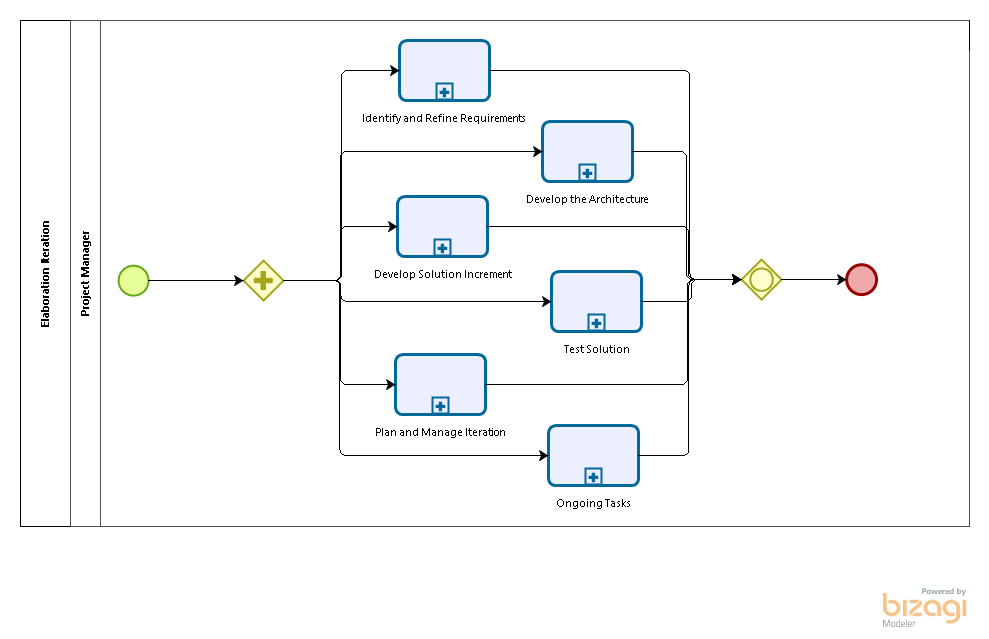 Elaboration Iteration
Project Manager
Identify and Refine Requirements
Develop the Architecture
Develop Solution Increment
Test Solution
Plan and Manage Iteration
Ongoing Tasks
Powered by
bizagi
Modeler